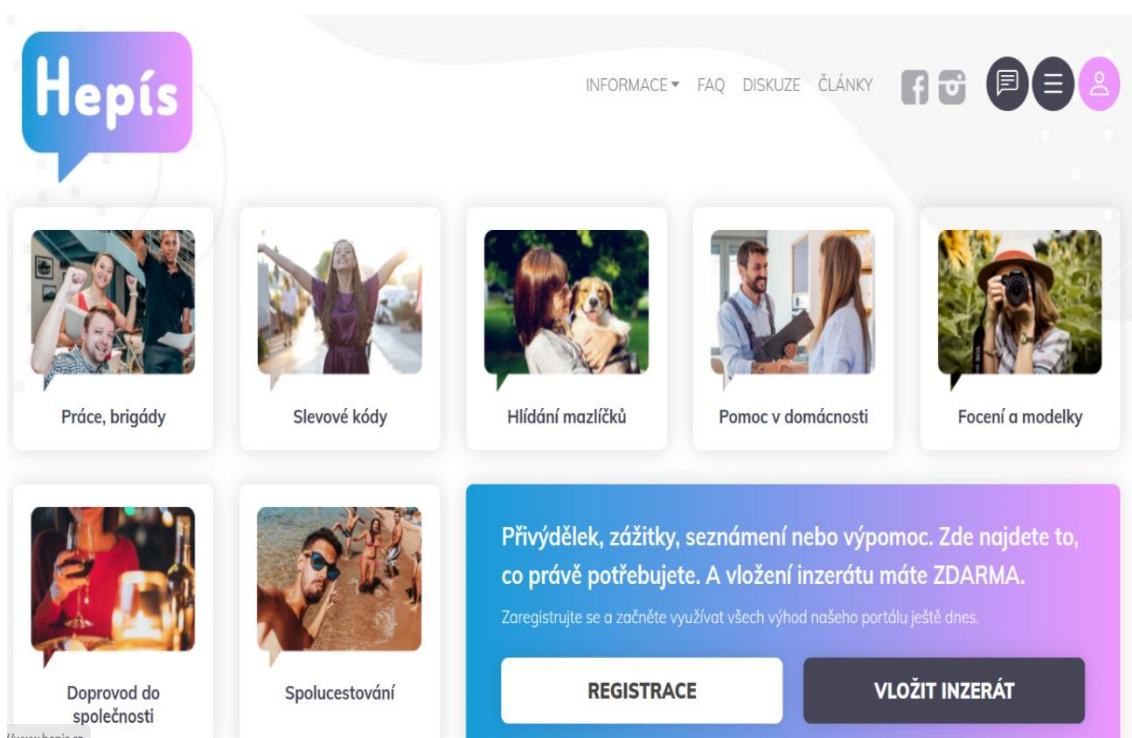 Hepís
INFORMACE FAQ DISKUZE ČLÁNKY
Práce, brigády
Slevové kódy
Hlídání mazlíčků
Pomoc v domácnosti
Focení a modelky
Doprovod do
společnosti
Spolucestování
Přivýdělek, zážitky, seznámení nebo výpomoc. Zde najdete to,
co právě potřebujete. A vložení inzerátu máte ZDARMA.
Zaregistrujte se a začněte využívat všech výhod našeho portálu ještě dnes.
REGISTRACE
VLOŽIT INZERÁT